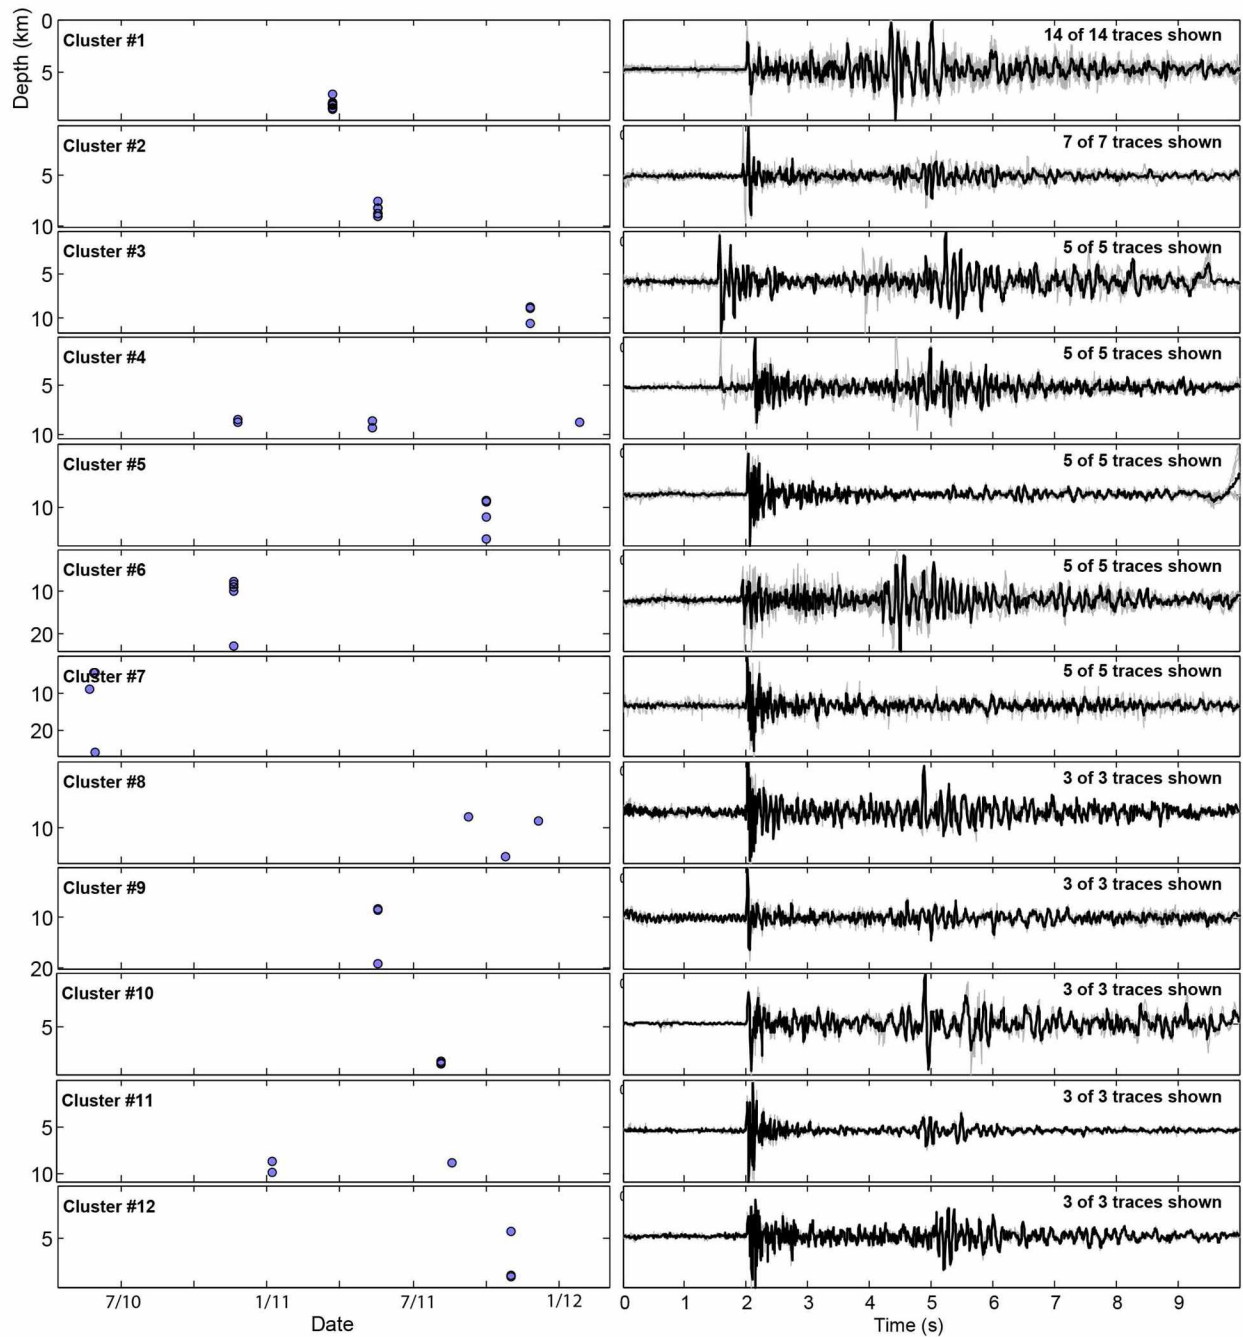 Depth (km)
0
5
Cluster #1
14 of 14 traces shown
5
10
Cluster #2
7 of 7 traces shown
5
10
Cluster #3
5 of 5 traces shown
5
10
Cluster #4
5 of 5 traces shown
10
Cluster #5
5 of 5 traces shown
10
20
Cluster #6
5 of 5 traces shown
10
20
Cluster #7
5 of 5 traces shown
10
Cluster #8
3 of 3 traces shown
10
20
Cluster #9
3 of 3 traces shown
5
Cluster #10
3 of 3 traces shown
5
10
Cluster #11
3 of 3 traces shown
5
Cluster #12
3 of 3 traces shown
7/10 1/11 7/11 1/12
Date
0 1 2 3 4 5 6 7 8 9
Time (s)